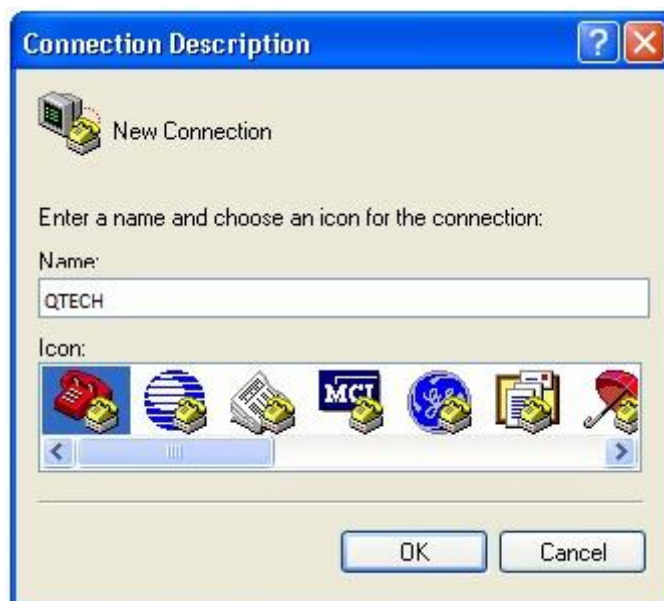 Connection Description
New Connection
Enter a name and choose an icon for the connection:
Name:
QTECH
Icon:
MCI
OK
Cancel